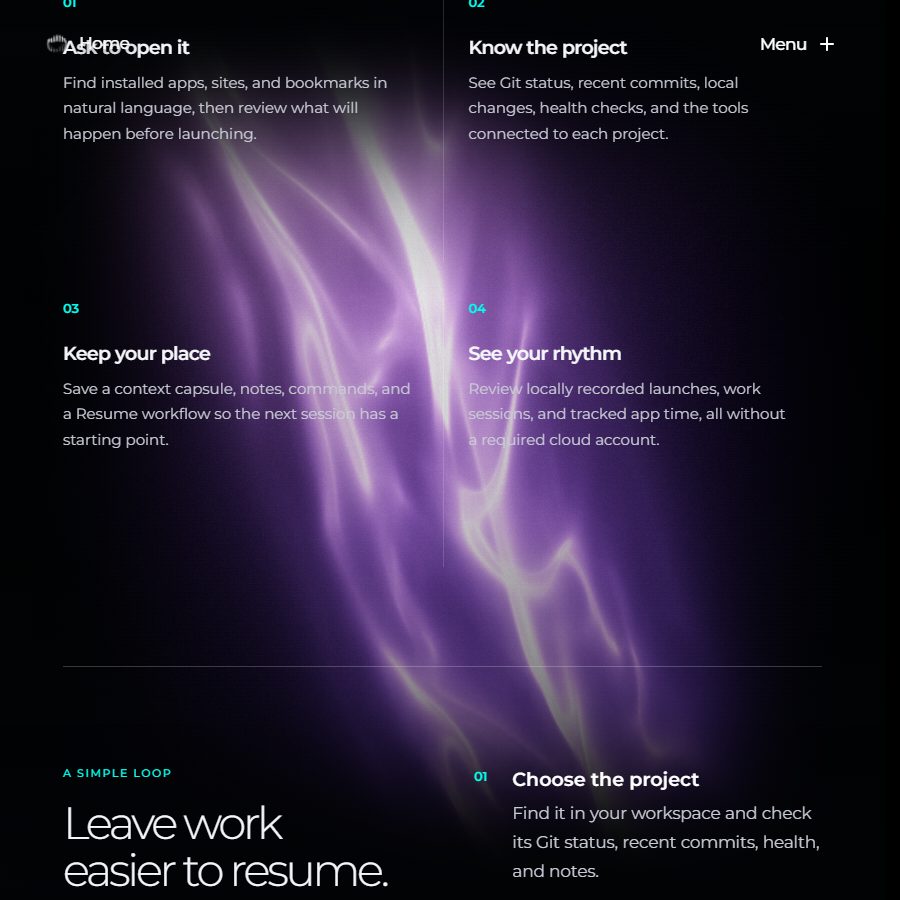 01
02
Home
Menu
Ask to open it
Know the project
Find installed apps, sites, and bookmarks in
natural language, then review what will
happen before launching.
See Git status, recent commits, local
changes, health checks, and the tools
connected to each project.
03
Keep your place
Save a context capsule, notes, commands, and
a Resume workflow so the next session has a
starting point.
04
See your rhythm
Review locally recorded launches, work
sessions, and tracked app time, all without
a required cloud account.
A SIMPLE LOOP
Leave work
easier to resume.
01
Choose the project
Find it in your workspace and check
its Git status, recent commits, health,
and notes.